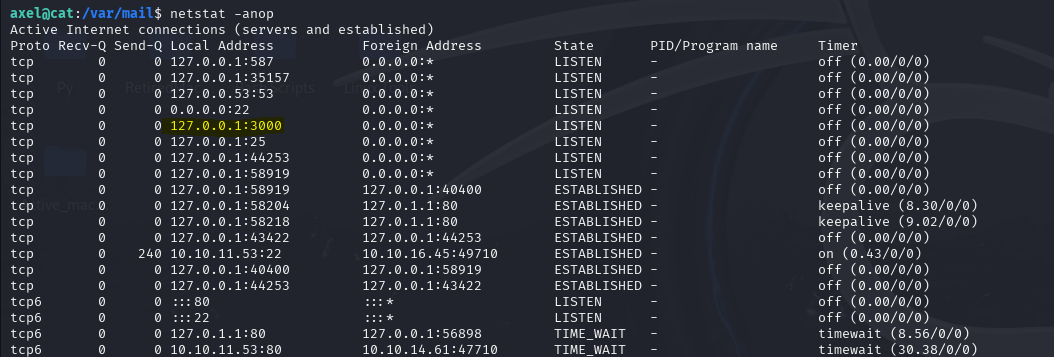 axel@cat:/var/mail$ netstat -anop
Active Internet connections (servers and established)
Proto Recv-Q Send-Q Local Address           Foreign Address         State       PID/Program name     Timer
tcp        0      0 127.0.0.1:587           0.0.0.0:*               LISTEN      -                    off (0.00/0/0)
tcp        0      0 127.0.0.1:35157         0.0.0.0:*               LISTEN      -                    off (0.00/0/0)
tcp        0      0 127.0.0.53:53           0.0.0.0:*               LISTEN      -                    off (0.00/0/0)
tcp        0      0 0.0.0.0:22              0.0.0.0:*               LISTEN      -                    off (0.00/0/0)
tcp        0      0 127.0.0.1:3000          0.0.0.0:*               LISTEN      -                    off (0.00/0/0)
tcp        0      0 127.0.0.1:25            0.0.0.0:*               LISTEN      -                    off (0.00/0/0)
tcp        0      0 127.0.0.1:44253         0.0.0.0:*               LISTEN      -                    off (0.00/0/0)
tcp        0      0 127.0.0.1:58919         0.0.0.0:*               LISTEN      -                    off (0.00/0/0)
tcp        0      0 127.0.0.1:58919         127.0.0.1:40400         ESTABLISHED -                    off (0.00/0/0)
tcp        0      0 127.0.0.1:58204         127.0.1.1:80            ESTABLISHED -                    keepalive (8.30/0/0)
tcp        0      0 127.0.0.1:58218         127.0.1.1:80            ESTABLISHED -                    keepalive (9.02/0/0)
tcp        0      0 127.0.0.1:43422         127.0.0.1:44253         ESTABLISHED -                    off (0.00/0/0)
tcp        0    240 10.10.11.53:22          10.10.16.45:49710       ESTABLISHED -                    on (0.43/0/0)
tcp        0      0 127.0.0.1:40400         127.0.0.1:58919         ESTABLISHED -                    off (0.00/0/0)
tcp        0      0 127.0.0.1:44253         127.0.0.1:43422         ESTABLISHED -                    off (0.00/0/0)
tcp6       0      0 :::80                   :::*                    LISTEN      -                    off (0.00/0/0)
tcp6       0      0 :::22                   :::*                    LISTEN      -                    off (0.00/0/0)
tcp6       0      0 127.0.1.1:80            127.0.0.1:56898         TIME_WAIT   -                    timewait (8.56/0/0)
tcp6       0      0 10.10.11.53:80          10.10.14.61:47710       TIME_WAIT   -                    timewait (30.38/0/0)